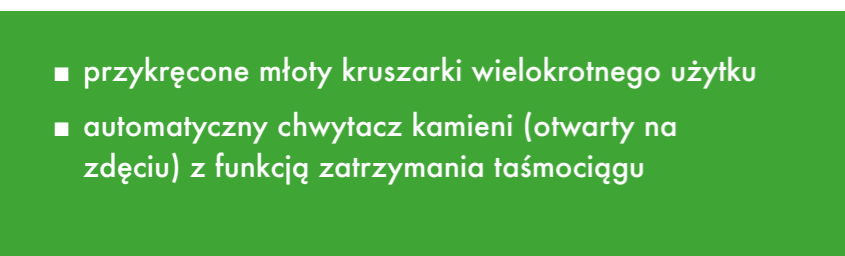 ▪ przykręcone młoty kruszarki wielokrotnego użytku
▪ automatyczny chwytacz kamieni (otwarty na
zdęciu) z funkcją zatrzymania taśmociągu